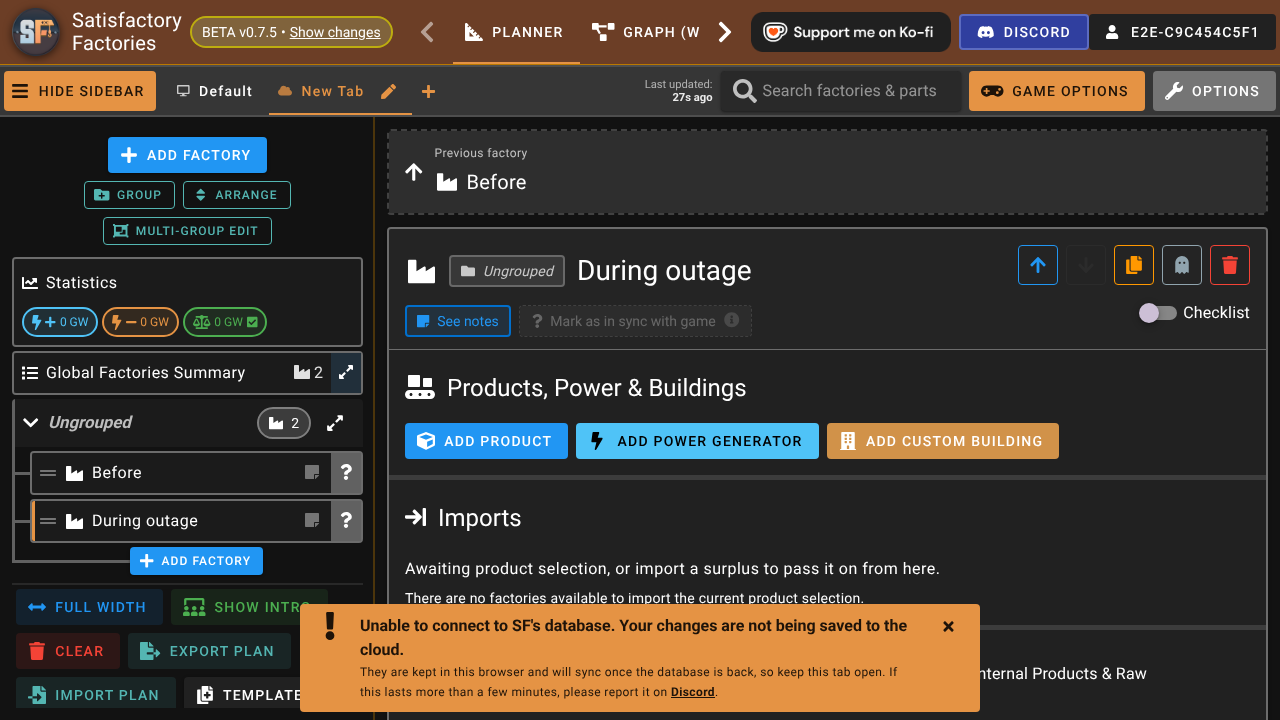 Satisfactory Factories
BETA v0.7.5 • Show changes
PLANNER
GRAPH (W
Support me on Ko-fi
DISCORD
E2E-C9C454C5F1
HIDE SIDEBAR
Default
New Tab
Last updated:
27s ago
Search factories & parts
GAME OPTIONS
OPTIONS
ADD FACTORY
GROUP
ARRANGE
MULTI-GROUP EDIT
Statistics
0 GW
0 GW
0 GW
Global Factories Summary
2
Ungrouped
2
Before
?
During outage
?
ADD FACTORY
FULL WIDTH
SHOW INTR
CLEAR
EXPORT PLAN
IMPORT PLAN
TEMPLATE
Previous factory
Before
Ungrouped
During outage
See notes
? Mark as in sync with game
Checklist
Products, Power & Buildings
ADD PRODUCT
ADD POWER GENERATOR
ADD CUSTOM BUILDING
Imports
Awaiting product selection, or import a surplus to pass it on from here.
There are no factories available to import the current product selection.
nternal Products & Raw
Unable to connect to SF's database. Your changes are not being saved to the
cloud.
They are kept in this browser and will sync once the database is back, so keep this tab open. If
this lasts more than a few minutes, please report it on Discord.